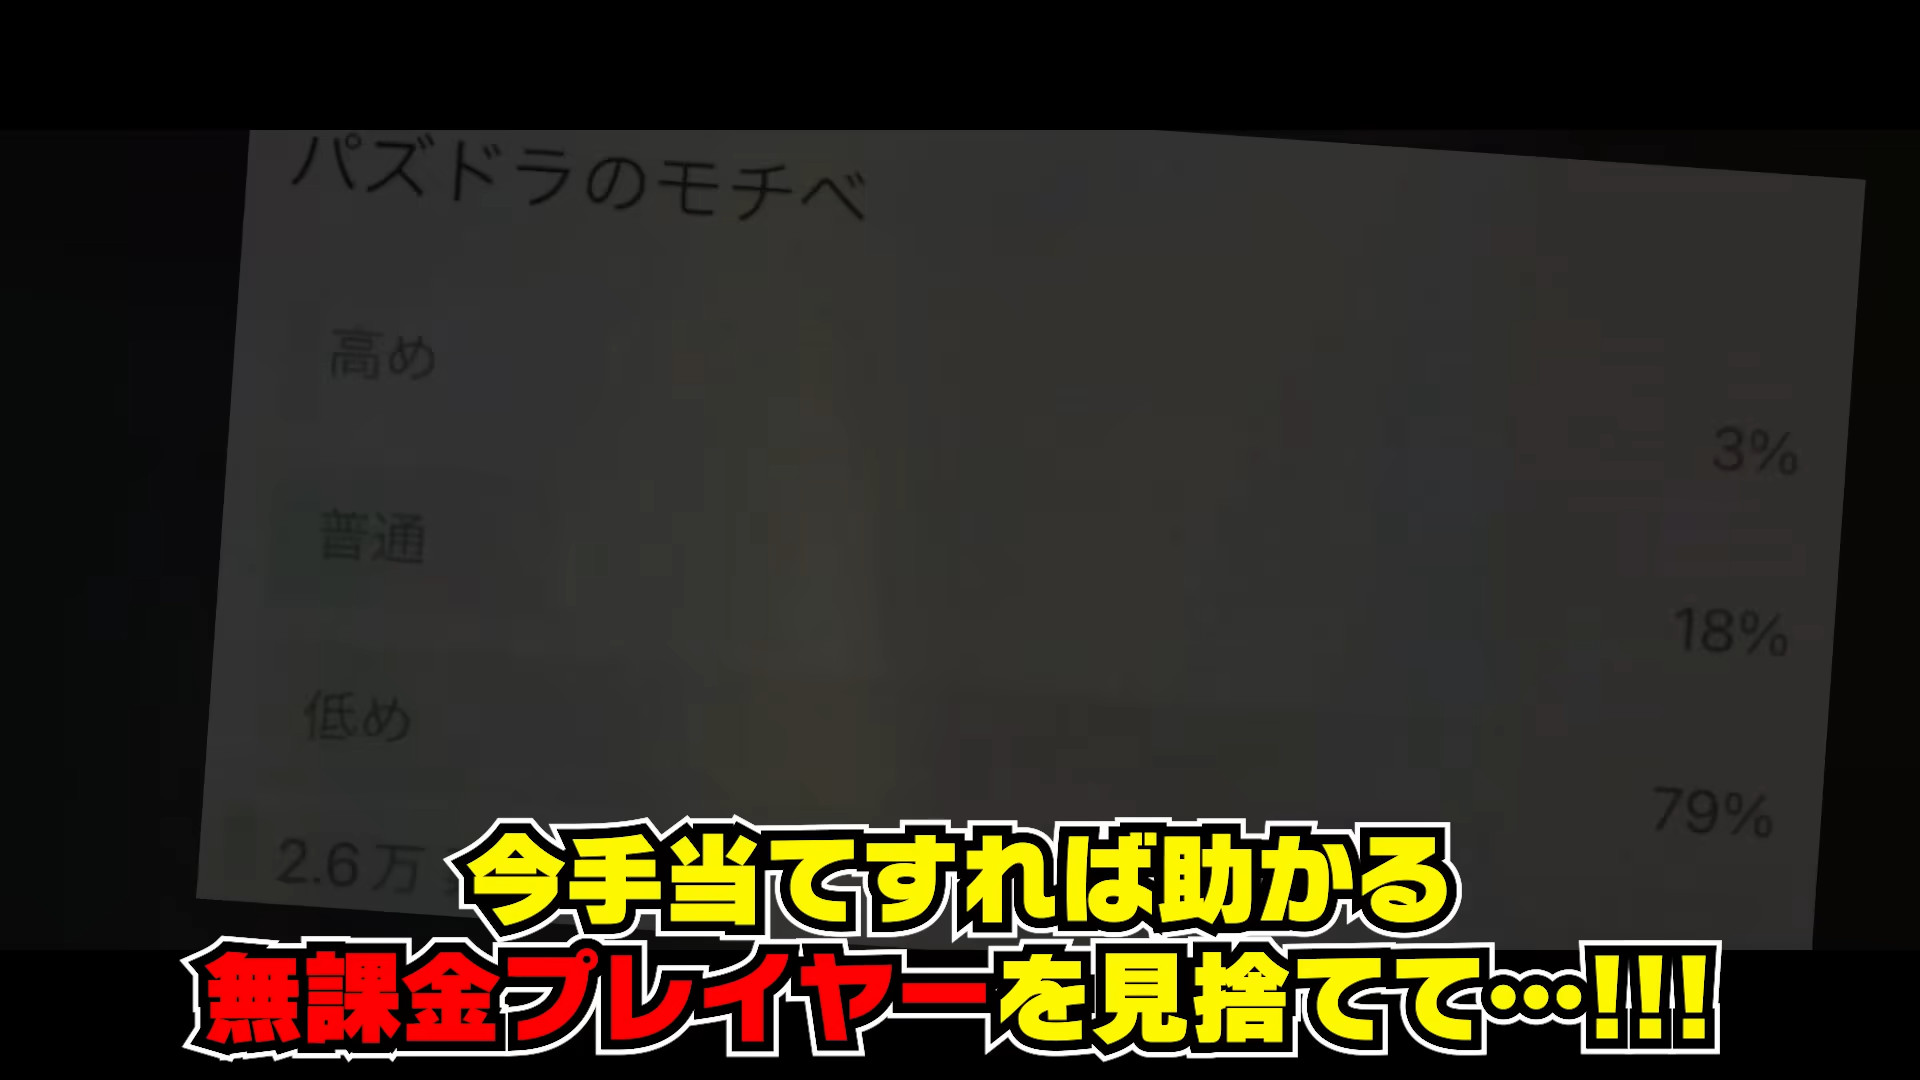 パズドラのモチベ
高め
3%
普通
18%
低め
79%
2.6万
今手当てすれば助かる
無課金プレイヤーを見捨てて…!!!